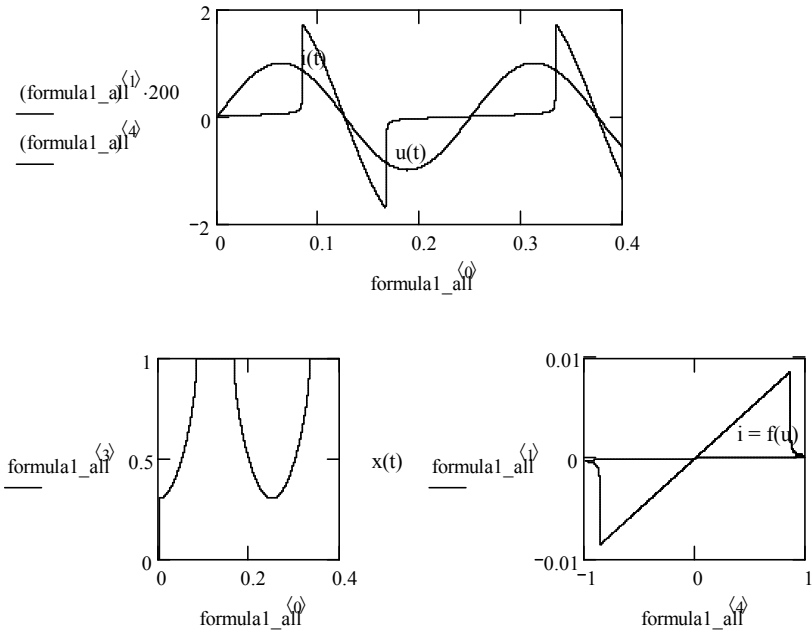 2
i(t)
(formula1_all)⟨1⟩·200
0
(formula1_all)⟨4⟩
u(t)
−2
0 0.1 0.2 0.3 0.4
formula1_all⟨0⟩
1
0.01
i = f(u)
formula1_all⟨3⟩ 0.5 x(t) formula1_all⟨1⟩ 0
0
−0.01
0 0.2 0.4
−1 0 1
formula1_all⟨0⟩
formula1_all⟨4⟩